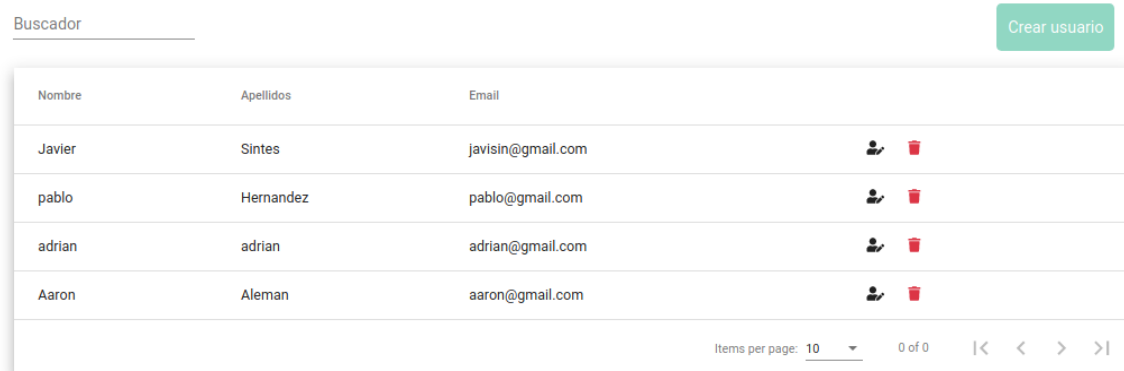 Buscador
Crear usuario
Nombre Apellidos Email
Javier Sintes javisin@gmail.com
pablo Hernandez pablo@gmail.com
adrian adrian adrian@gmail.com
Aaron Aleman aaron@gmail.com
Items per page: 10 0 of 0